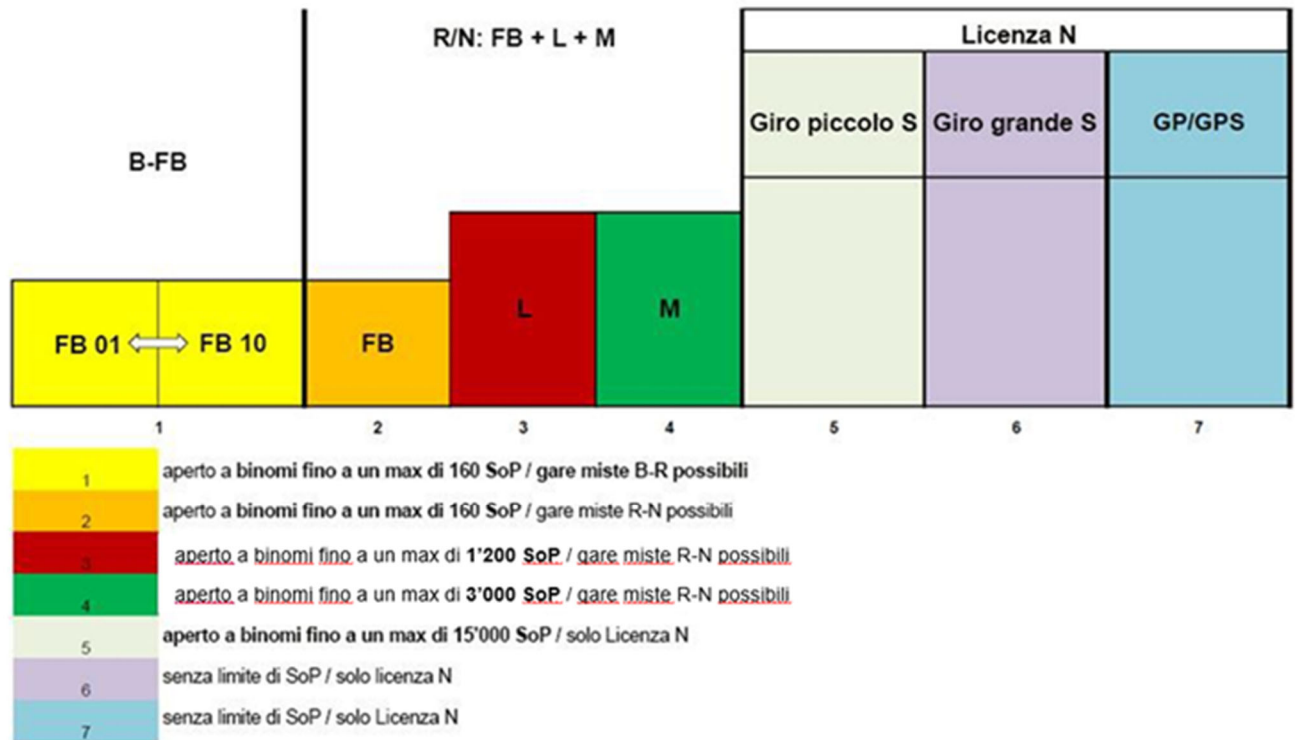 R/N: FB + L + M
Licenza N
B-FB
Giro piccolo S
Giro grande S
GP/GPS
FB 01
FB 10
FB
L
M
1
2
3
4
5
6
7
1 aperto a binomi fino a un max di 160 SoP / gare miste B-R possibili
2 aperto a binomi fino a un max di 160 SoP / gare miste R-N possibili
3 aperto a binomi fino a un max di 1'200 SoP / gare miste R-N possibili
4 aperto a binomi fino a un max di 3'000 SoP / gare miste R-N possibili
5 aperto a binomi fino a un max di 15'000 SoP / solo Licenza N
6 senza limite di SoP / solo licenza N
7 senza limite di SoP / solo Licenza N